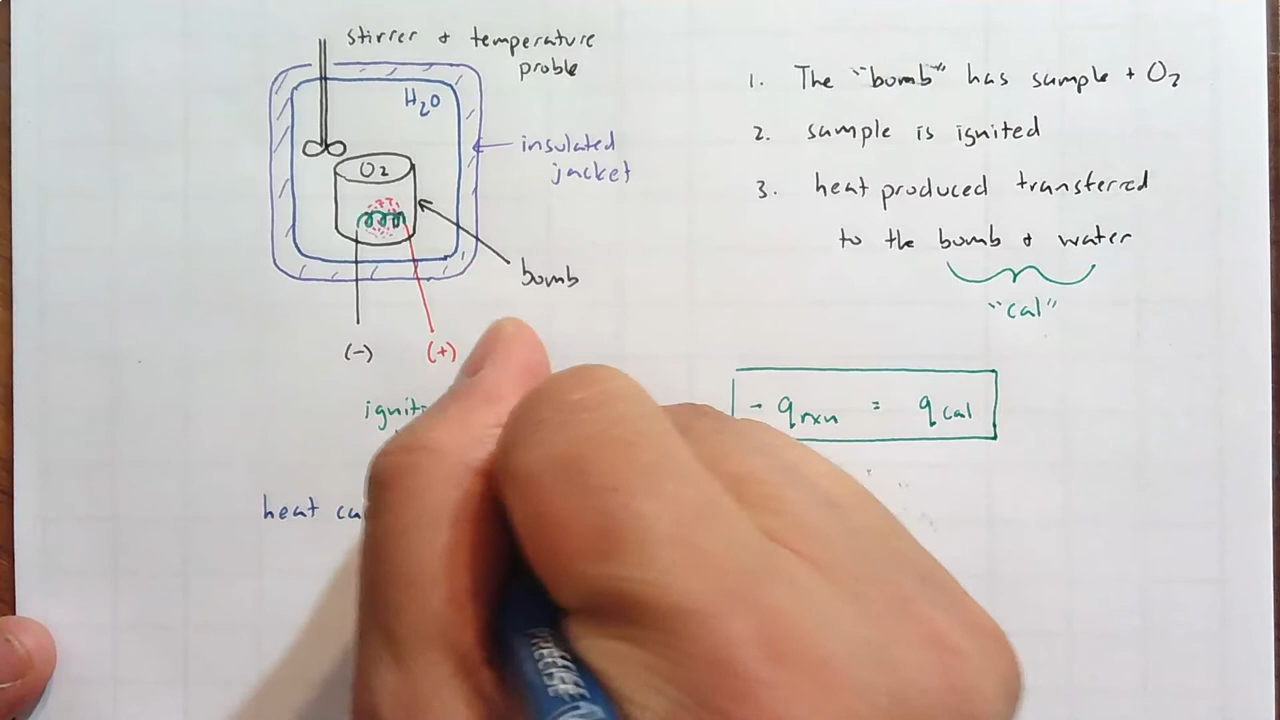 stirrer & temperature
probe
H2O
insulated
jacket
O2
bomb
(-) (+)
heat
1. The "bomb" has sample + O2
2. sample is ignited
3. heat produced transferred
to the bomb & water
"cal"
- qrxn = qcal
PRECISE